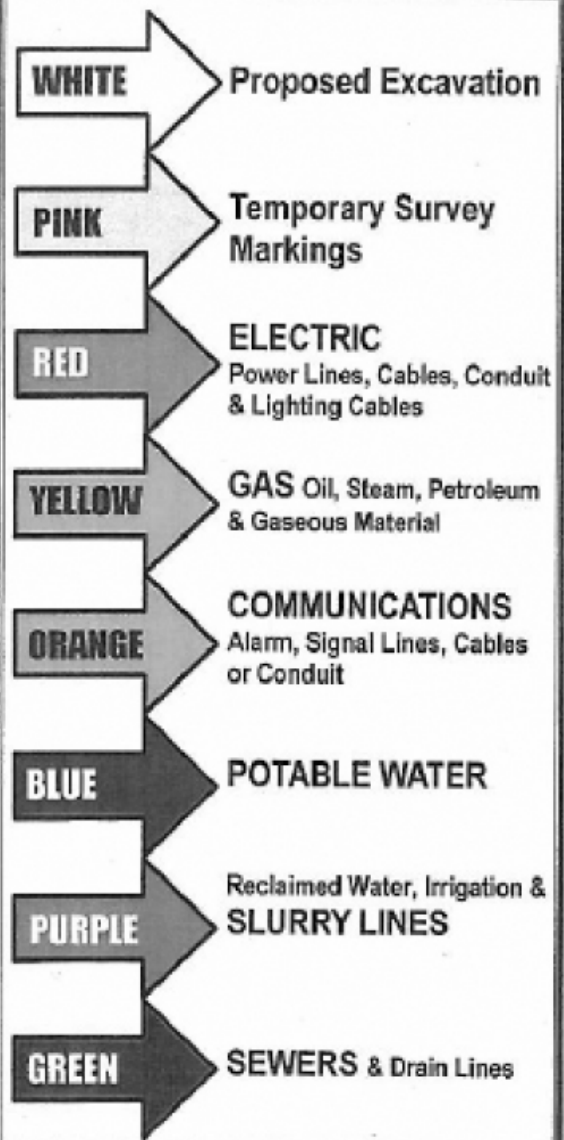 WHITE Proposed Excavation
PINK Temporary Survey
Markings
RED ELECTRIC
Power Lines, Cables, Conduit
& Lighting Cables
YELLOW GAS Oil, Steam, Petroleum
& Gaseous Material
ORANGE COMMUNICATIONS
Alarm, Signal Lines, Cables
or Conduit
BLUE POTABLE WATER
Reclaimed Water, Irrigation &
PURPLE SLURRY LINES
GREEN SEWERS & Drain Lines